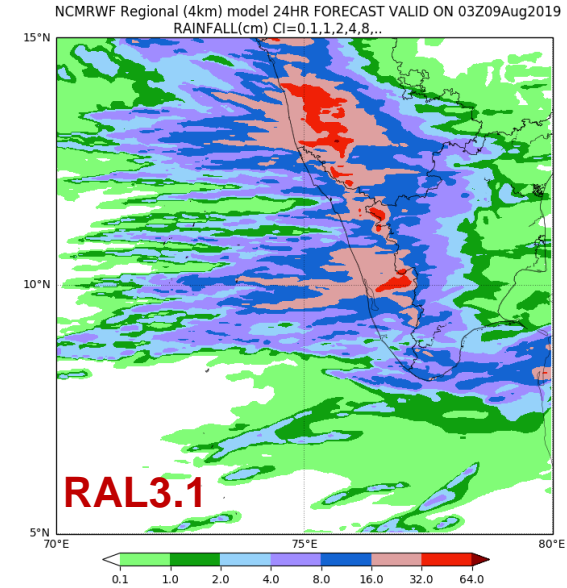 NCMRWF Regional (4km) model 24HR FORECAST VALID ON 03Z09Aug2019
RAINFALL(cm) CI=0.1,1,2,4,8,..
15°N
10°N
RAL3.1
5°N
70°E 75°E 80°E
0.1 1.0 2.0 4.0 8.0 16.0 32.0 64.0